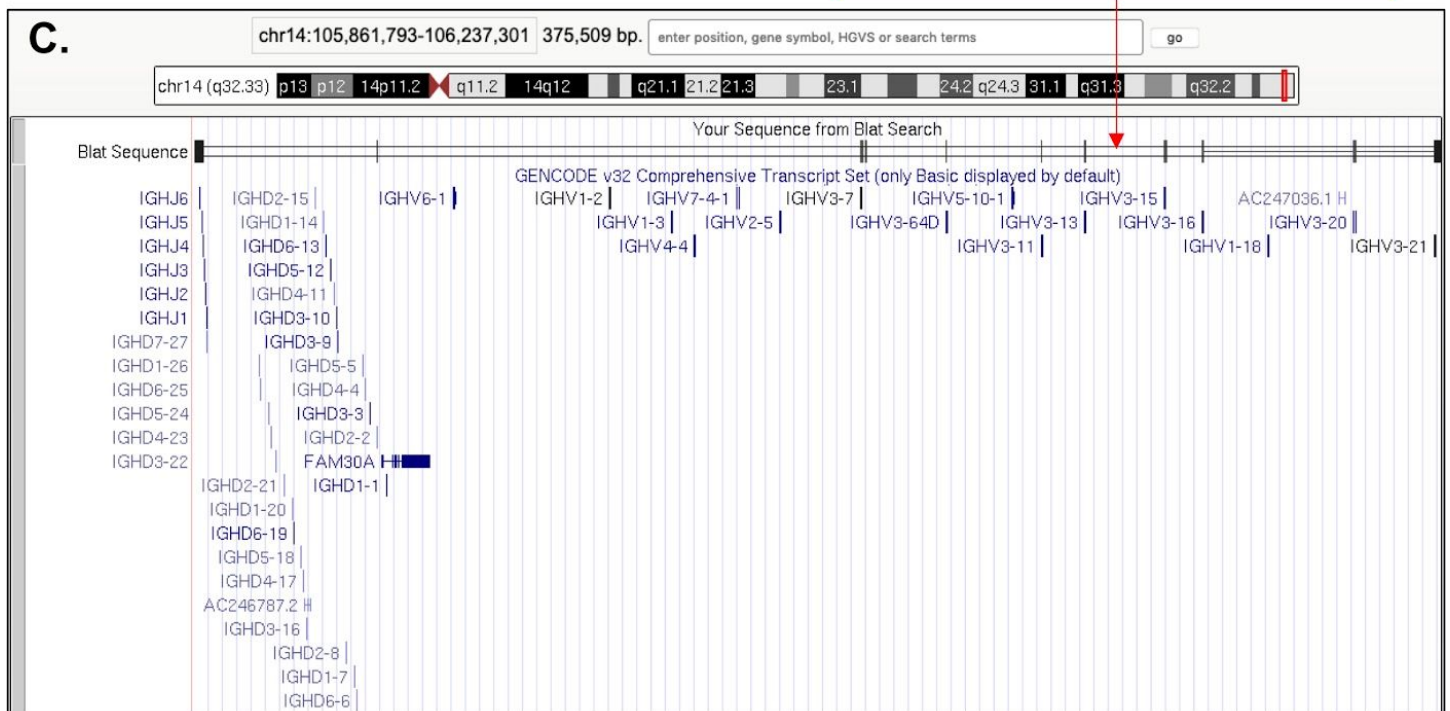 C.
chr14:105,861,793-106,237,301 375,509 bp. enter position, gene symbol, HGVS or search terms go
chr14 (q32.33) p13 p12 14p11.2 q11.2 14q12 q21.1 21.2 21.3 23.1 24.2 q24.3 31.1 q31.3 q32.2
Your Sequence from Blat Search
Blat Sequence
GENCODE v32 Comprehensive Transcript Set (only Basic displayed by default)
IGHJ6 IGHD2-15 IGHV6-1 IGHV1-2 IGHV7-4-1 IGHV3-7 IGHV5-10-1 IGHV3-15 AC247036.1
IGHJ5 IGHD1-14 IGHV1-3 IGHV2-5 IGHV3-64D IGHV3-13 IGHV3-16 IGHV3-20
IGHJ4 IGHD6-13 IGHV4-4 IGHV3-11 IGHV1-18 IGHV3-21
IGHJ3 IGHD5-12
IGHJ2 IGHD4-11
IGHJ1 IGHD3-10
IGHD7-27 IGHD3-9
IGHD1-26 IGHD5-5
IGHD6-25 IGHD4-4
IGHD5-24 IGHD3-3
IGHD4-23 IGHD2-2
IGHD3-22 FAM30A
IGHD2-21 IGHD1-1
IGHD1-20
IGHD6-19
IGHD5-18
IGHD4-17
AC246787.2
IGHD3-16
IGHD2-8
IGHD1-7
IGHD6-6